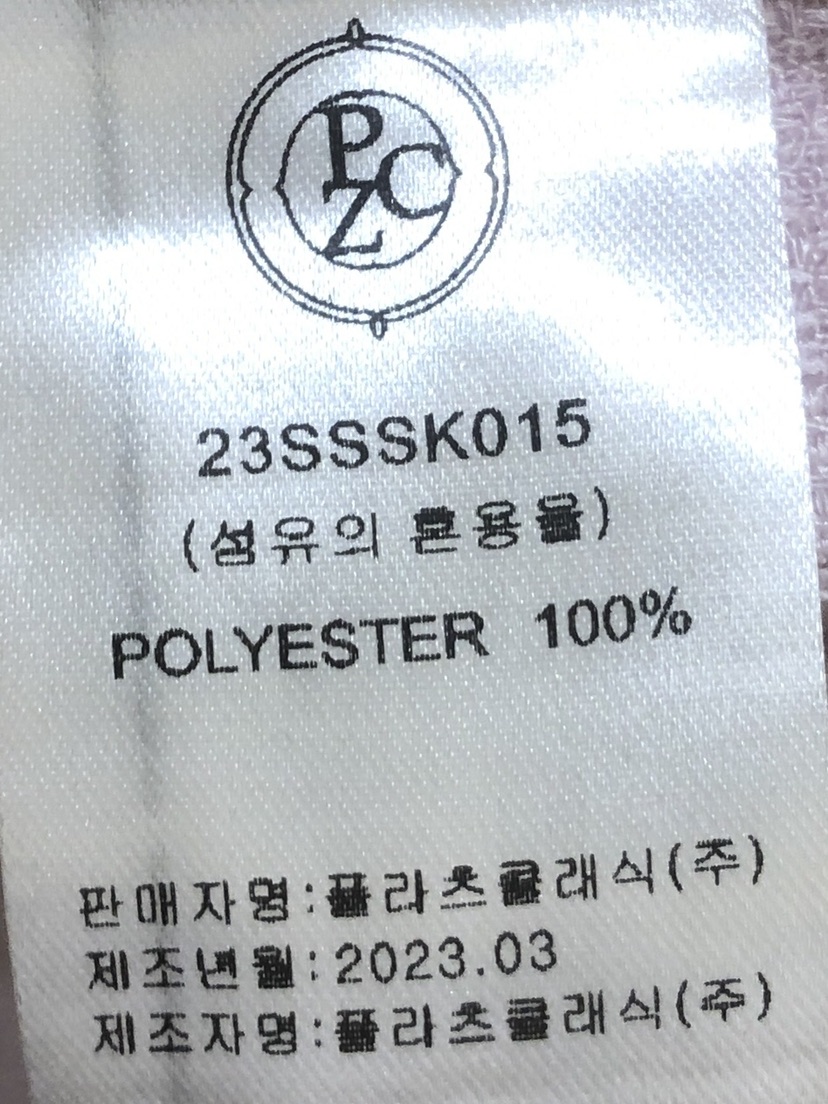 PZC
23SSSK015
(섬유의 혼용율)
POLYESTER 100%
판매자명:플라츠클래식(주)
제조년월:2023.03
제조자명:플라츠클래식(주)